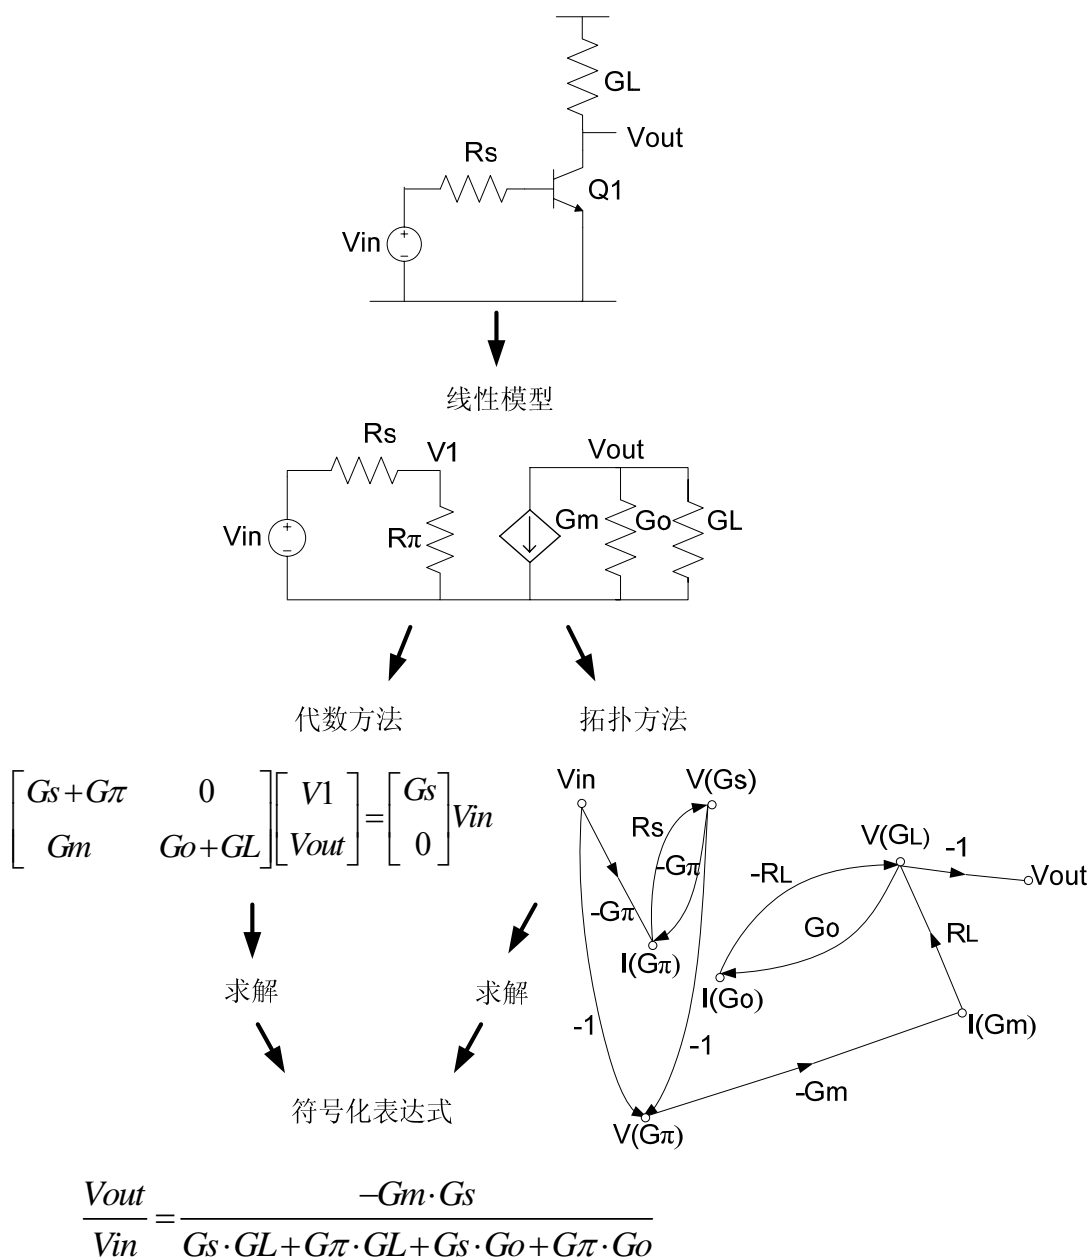 GL
Vout
Rs
Q1
Vin
+
−
线性模型
Rs
V1
Vout
Vin
+
−
Rπ
Gm
Go
GL
代数方法
拓扑方法
[Gs+Gπ 0
Gm Go+GL] [V1
Vout] = [Gs
0] Vin
Vin
V(Gs)
Rs
-Gπ
-Gπ
I(Gπ)
V(GL)
-1
Vout
-RL
Go
RL
I(Go)
I(Gm)
-1
-1
-Gm
V(Gπ)
求解
求解
符号化表达式
Vout/Vin = −Gm·Gs/(Gs·GL+Gπ·GL+Gs·Go+Gπ·Go)